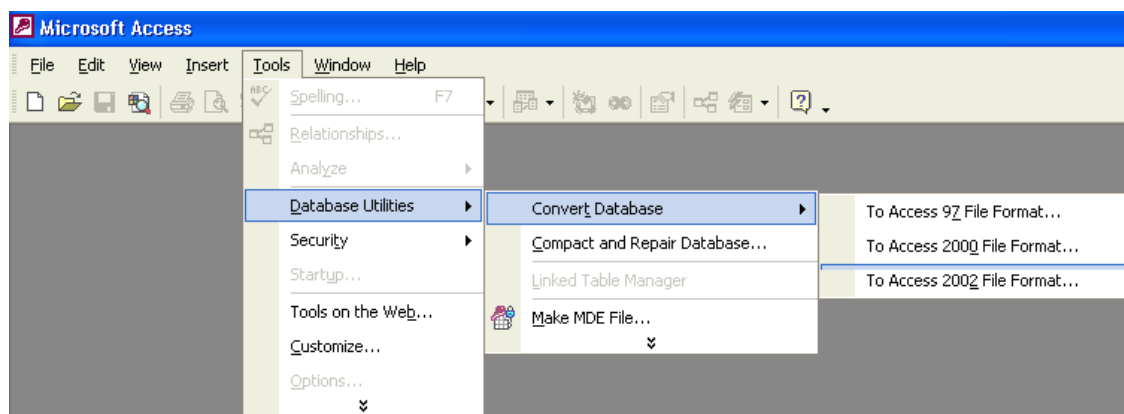 Microsoft Access
File Edit View Insert Tools Window Help
ABC Spelling... F7
Relationships...
Analyze
Database Utilities
Security
Startup...
Tools on the Web...
Customize...
Options...
Convert Database
Compact and Repair Database...
Linked Table Manager
Make MDE File...
To Access 97 File Format...
To Access 2000 File Format...
To Access 2002 File Format...